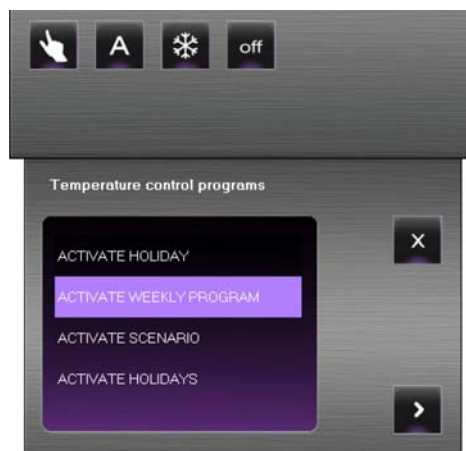 A
off
Temperature control programs
X
ACTIVATE HOLIDAY
ACTIVATE WEEKLY PROGRAM
ACTIVATE SCENARIO
ACTIVATE HOLIDAYS